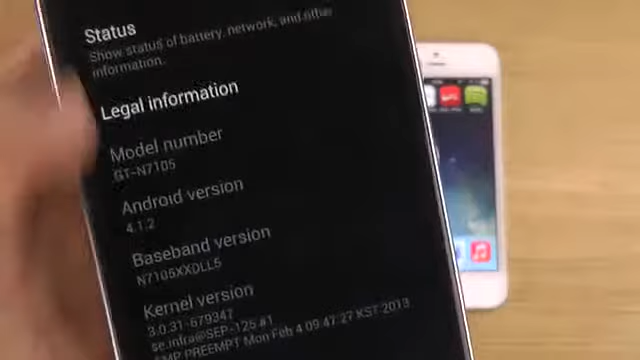 Status
Show status of battery, network, and other
information.
Legal information
Model number
GT-N7105
Android version
4.1.2
Baseband version
N7105XXDLL5
Kernel version
3.0.31-679347
se.infra@SEP-125 #1
SMP PREEMPT Mon Feb 4 09:47:27 KST 2013